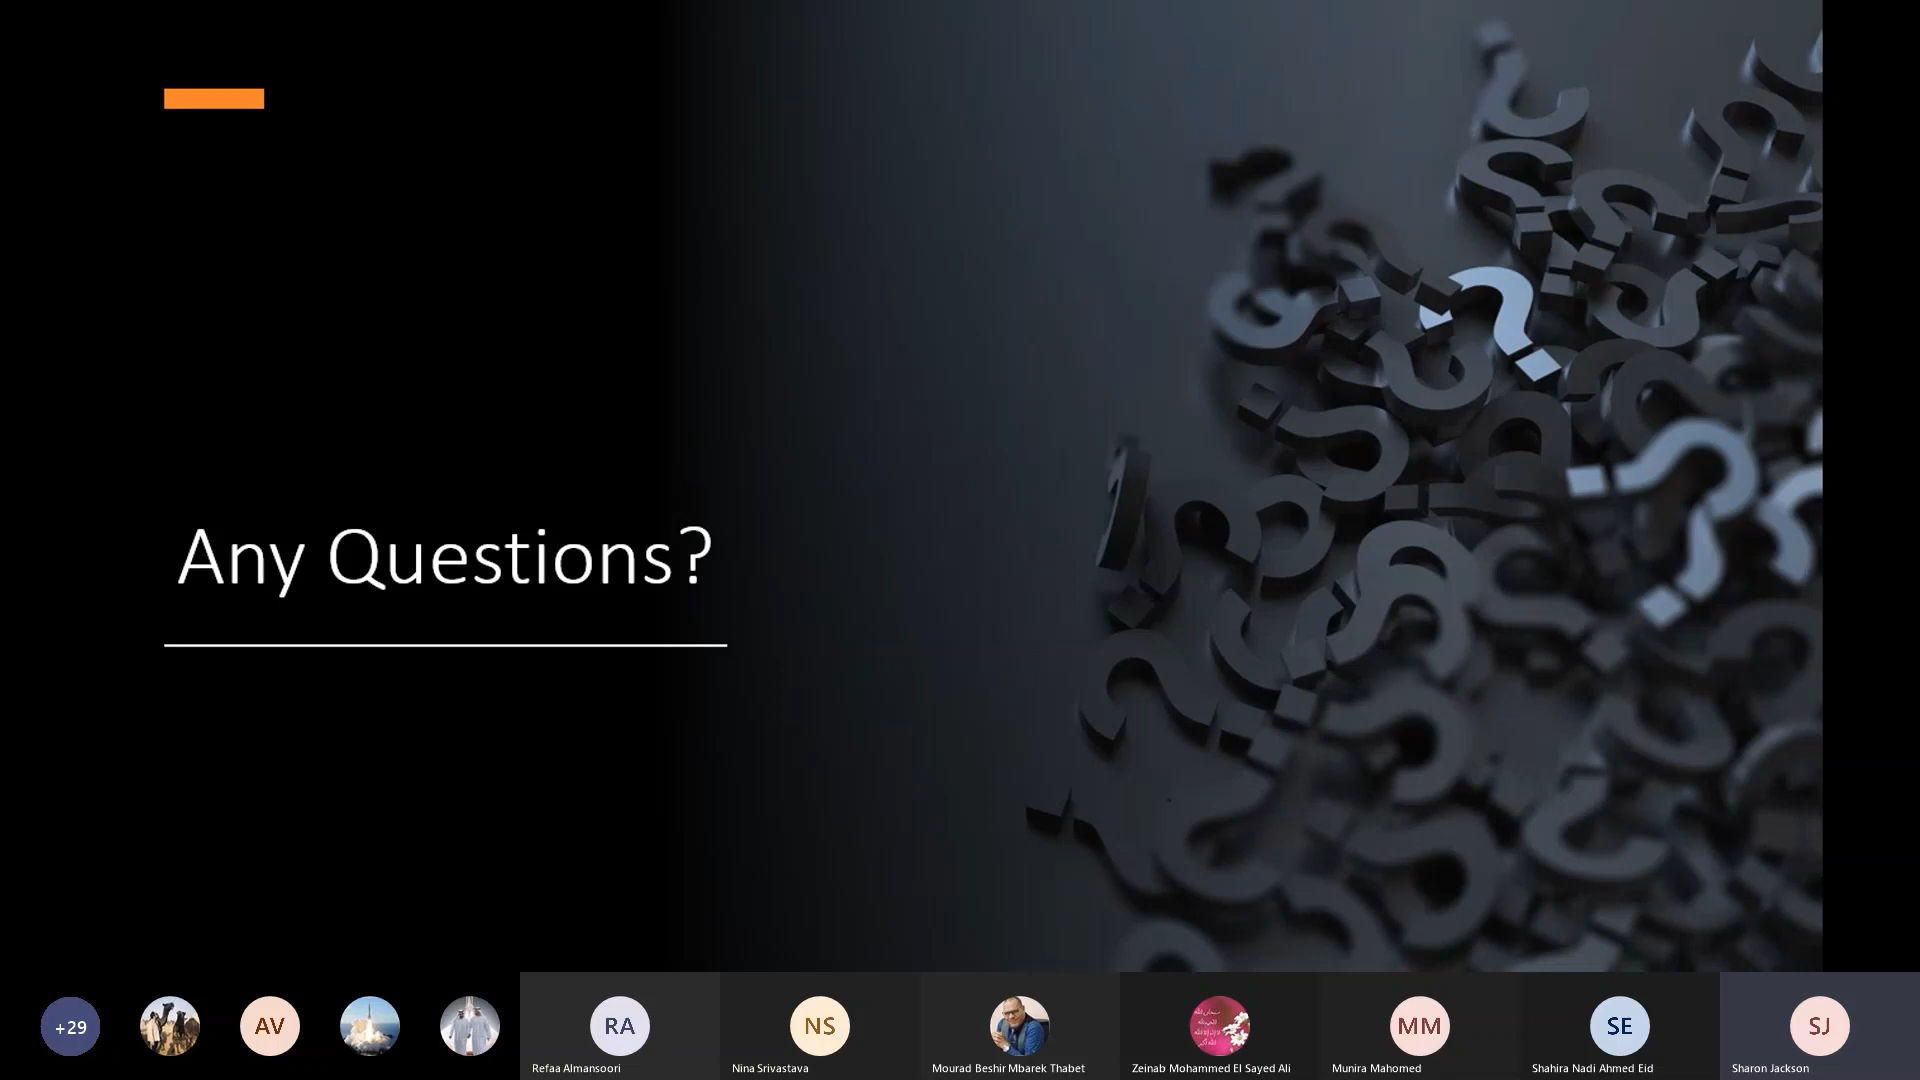 Any Questions?
+29
AV
RA
NS
MM
SE
SJ
Refaa Almansoori
Nina Srivastava
Mourad Beshir Mbarek Thabet
Zeinab Mohammed El Sayed Ali
Munira Mahomed
Shahira Nadi Ahmed Eid
Sharon Jackson